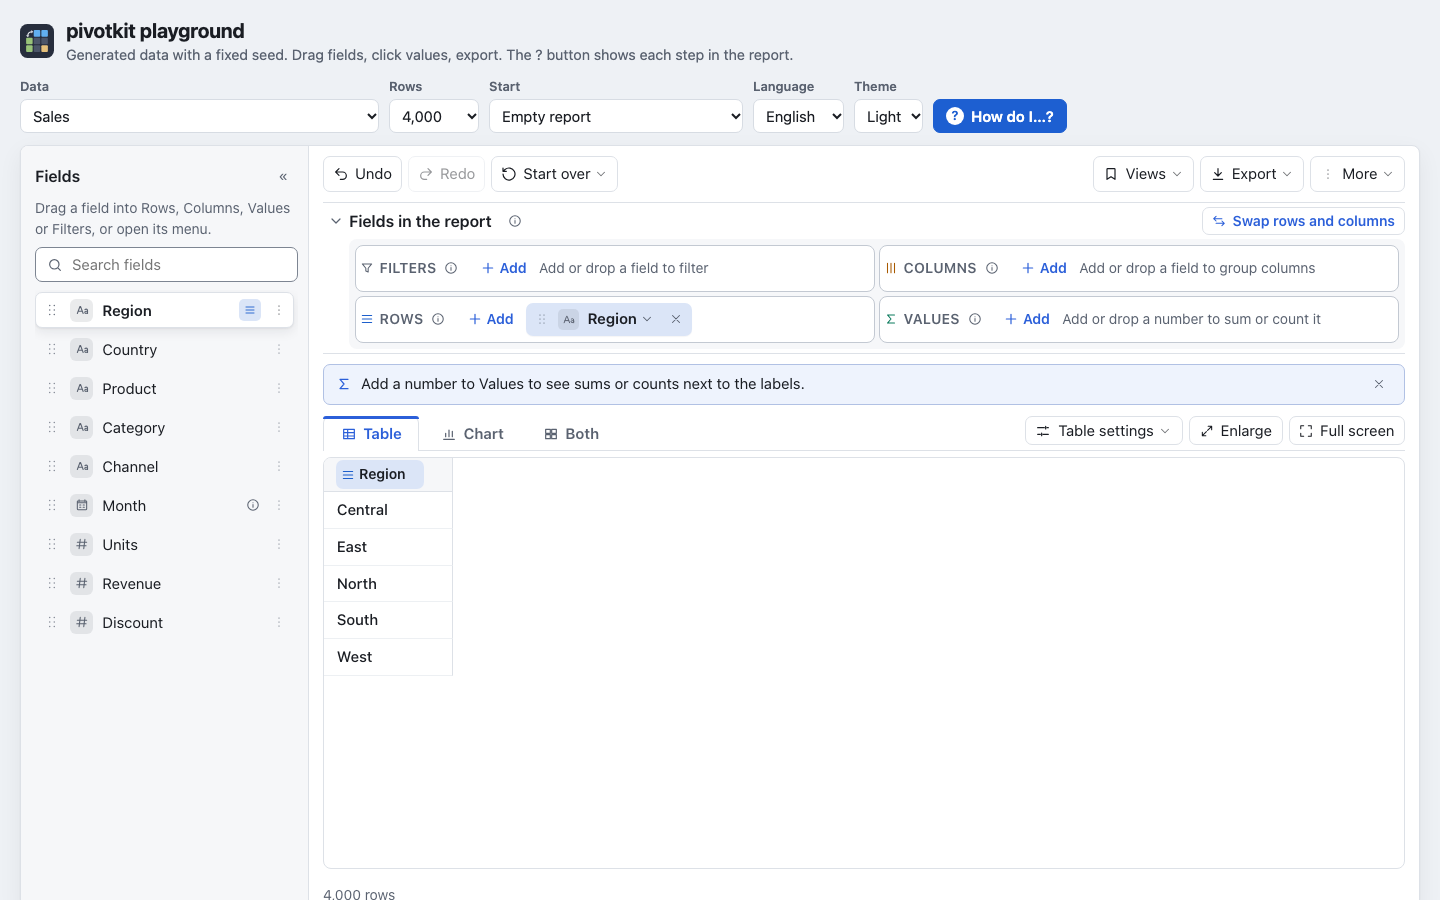 pivotkit playground
Generated data with a fixed seed. Drag fields, click values, export. The ? button shows each step in the report.
Data
Rows
Start
Language
Theme
Sales
4,000
Empty report
English
Light
? How do I...?
Fields
«
Drag a field into Rows, Columns, Values
or Filters, or open its menu.
Search fields
Aa Region
Aa Country
Aa Product
Aa Category
Aa Channel
Month
# Units
# Revenue
# Discount
Undo
Redo
Start over
Views
Export
More
Fields in the report
Swap rows and columns
FILTERS + Add Add or drop a field to filter
COLUMNS + Add Add or drop a field to group columns
ROWS + Add Aa Region
Σ VALUES + Add Add or drop a number to sum or count it
Σ Add a number to Values to see sums or counts next to the labels.
Table
Chart
Both
Table settings
Enlarge
Full screen
Region
Central
East
North
South
West
4,000 rows